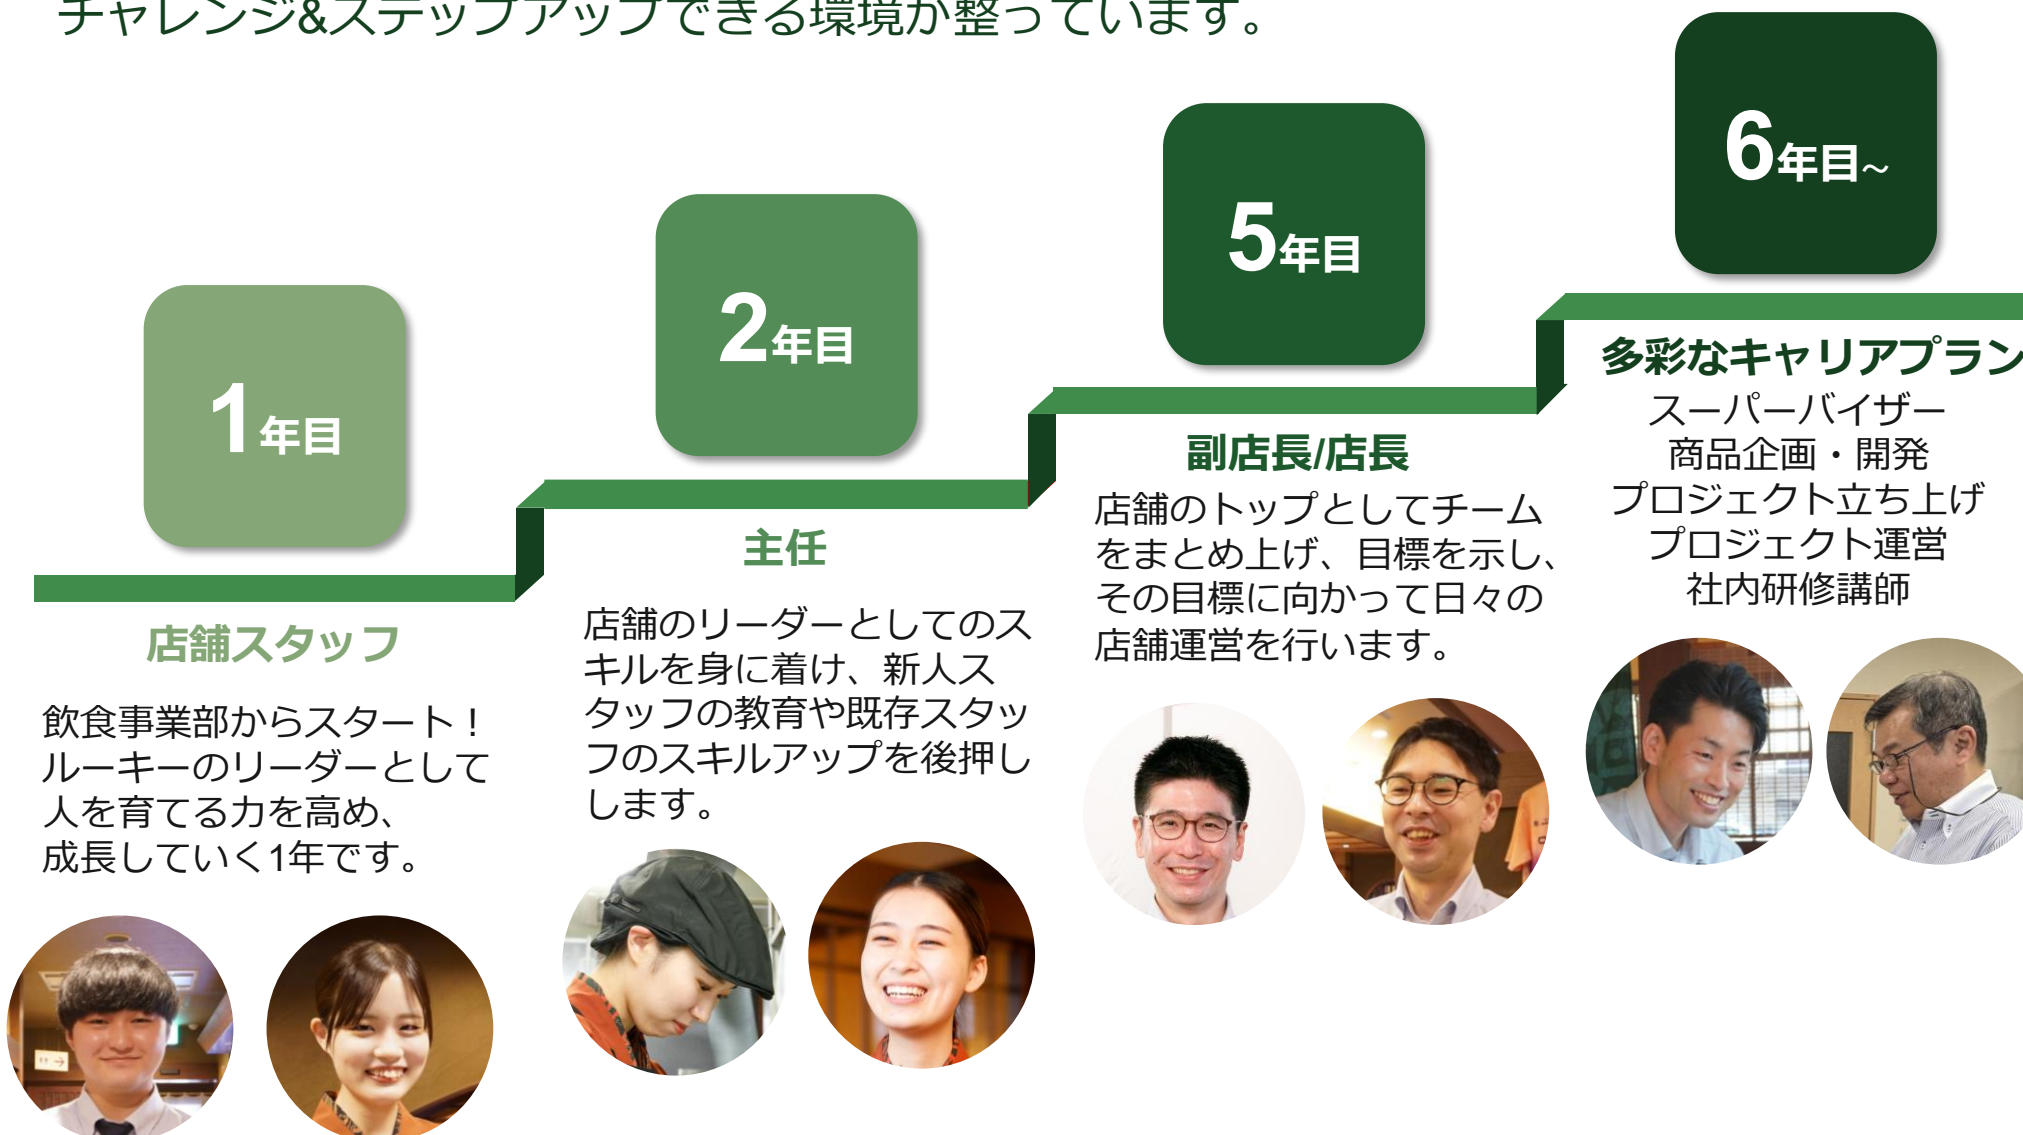 チャレンジ&ステップアップできる環境が整っています。
1年目
店舗スタッフ
飲食事業部からスタート！
ルーキーのリーダーとして
人を育てる力を高め、
成長していく1年です。
2年目
主任
店舗のリーダーとしてのス
キルを身に着け、新人ス
タッフの教育や既存スタッ
フのスキルアップを後押し
します。
5年目
副店長/店長
店舗のトップとしてチーム
をまとめ上げ、目標を示し、
その目標に向かって日々の
店舗運営を行います。
6年目～
多彩なキャリアプラン
スーパーバイザー
商品企画・開発
プロジェクト立ち上げ
プロジェクト運営
社内研修講師